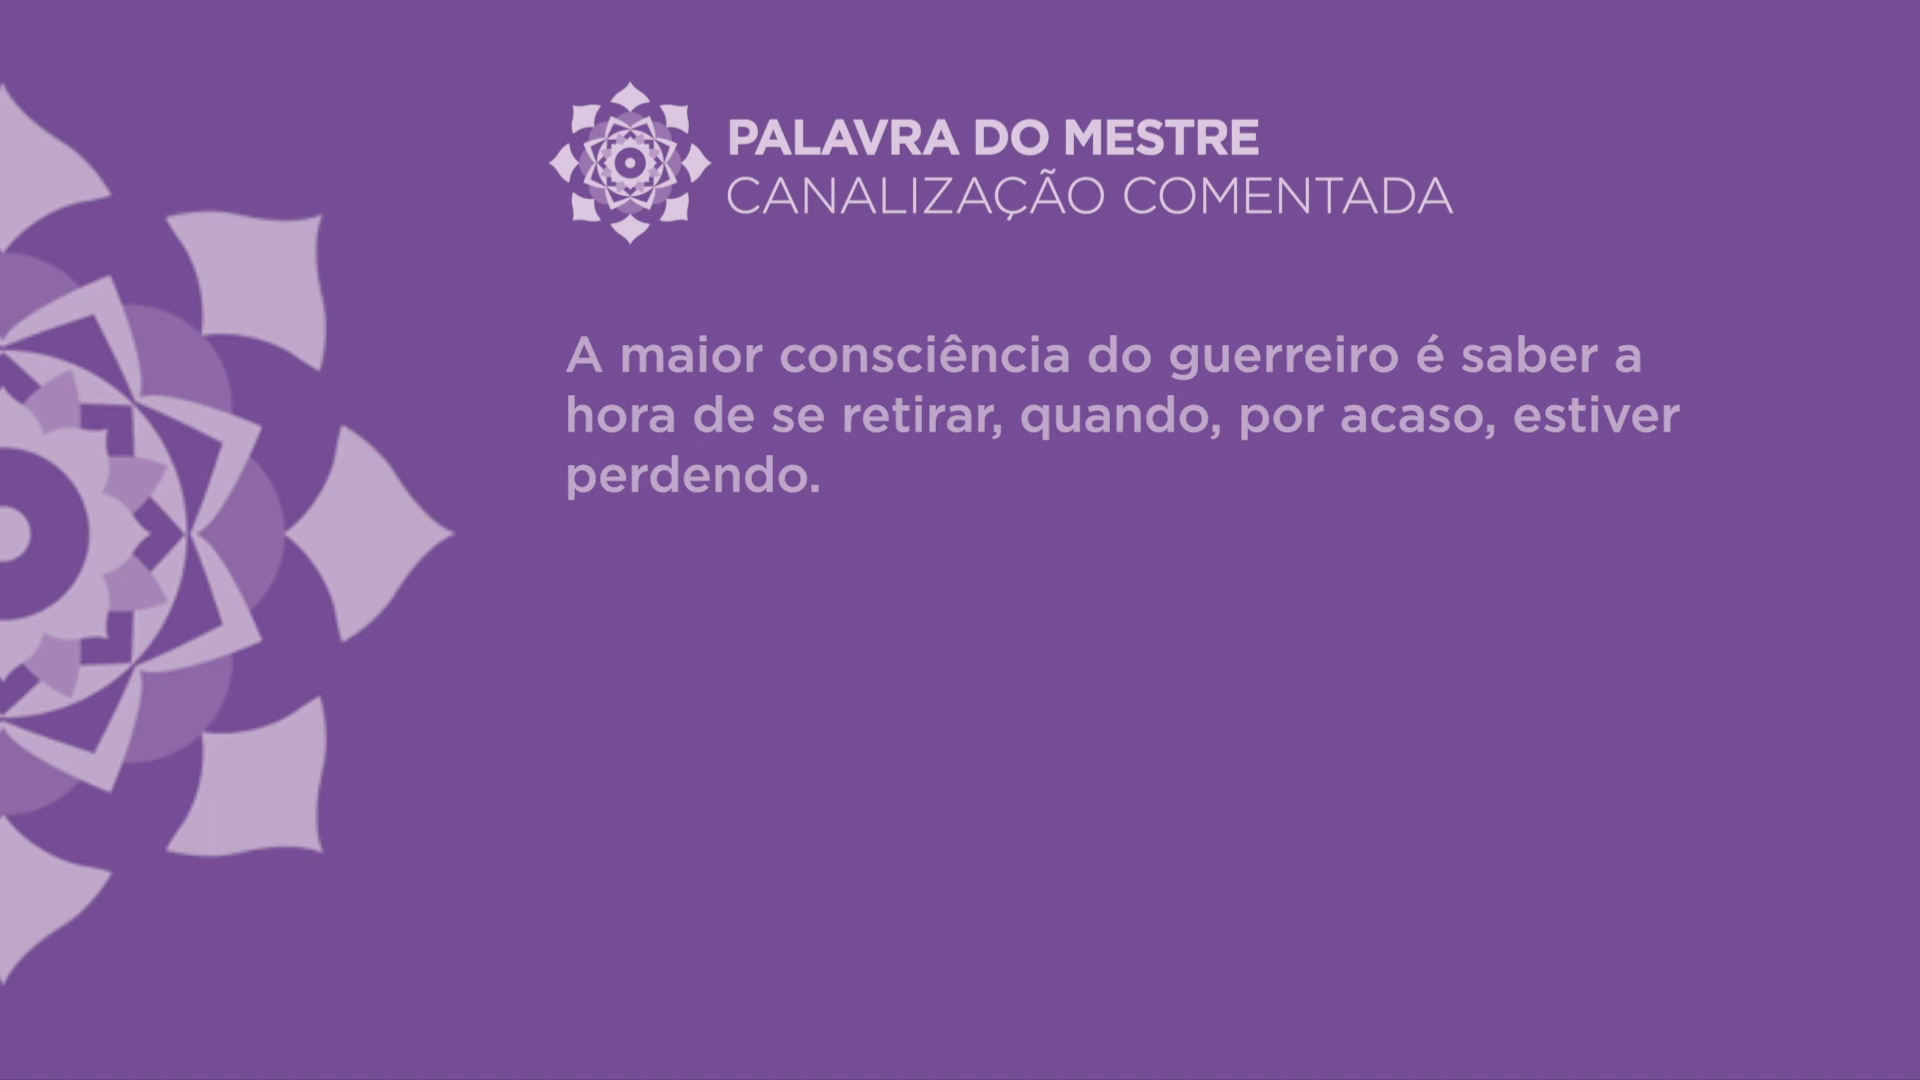 PALAVRA DO MESTRE
CANALIZAÇÃO COMENTADA
A maior consciência do guerreiro é saber a
hora de se retirar, quando, por acaso, estiver
perdendo.